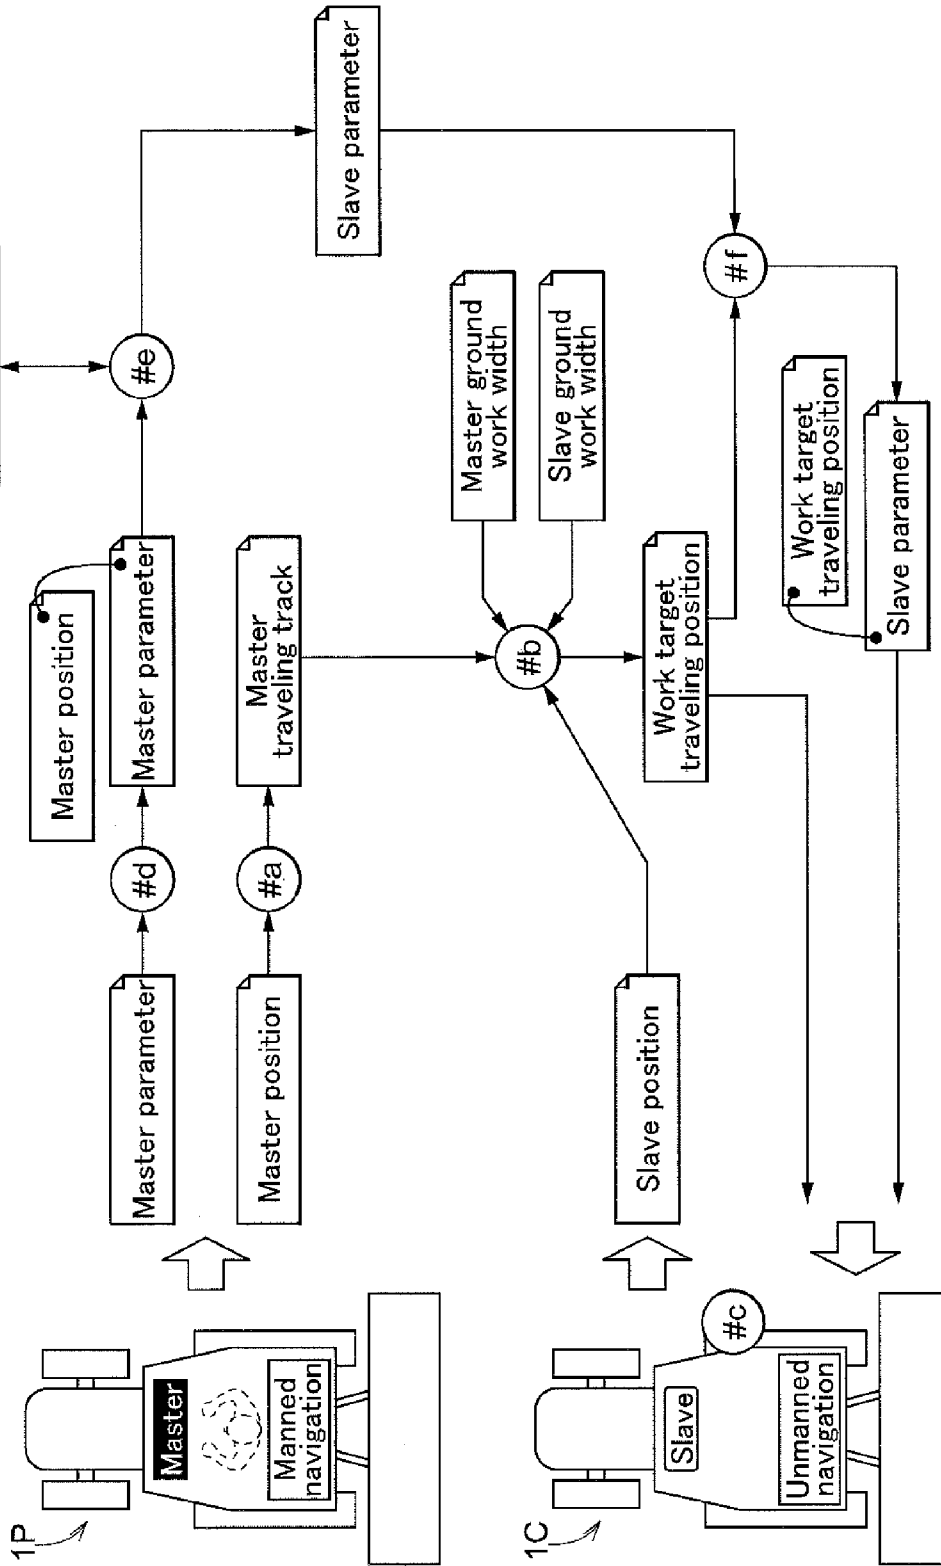 1P
Master
Manned
navigation
Master parameter
#d
Master position
Master parameter
#e
Slave parameter
Master position
#a
Master
traveling track
Master ground
work width
Slave ground
work width
#b
1C
Slave
Unmanned
navigation
#c
Slave position
Work target
traveling position
#f
Work target
traveling position
Slave parameter